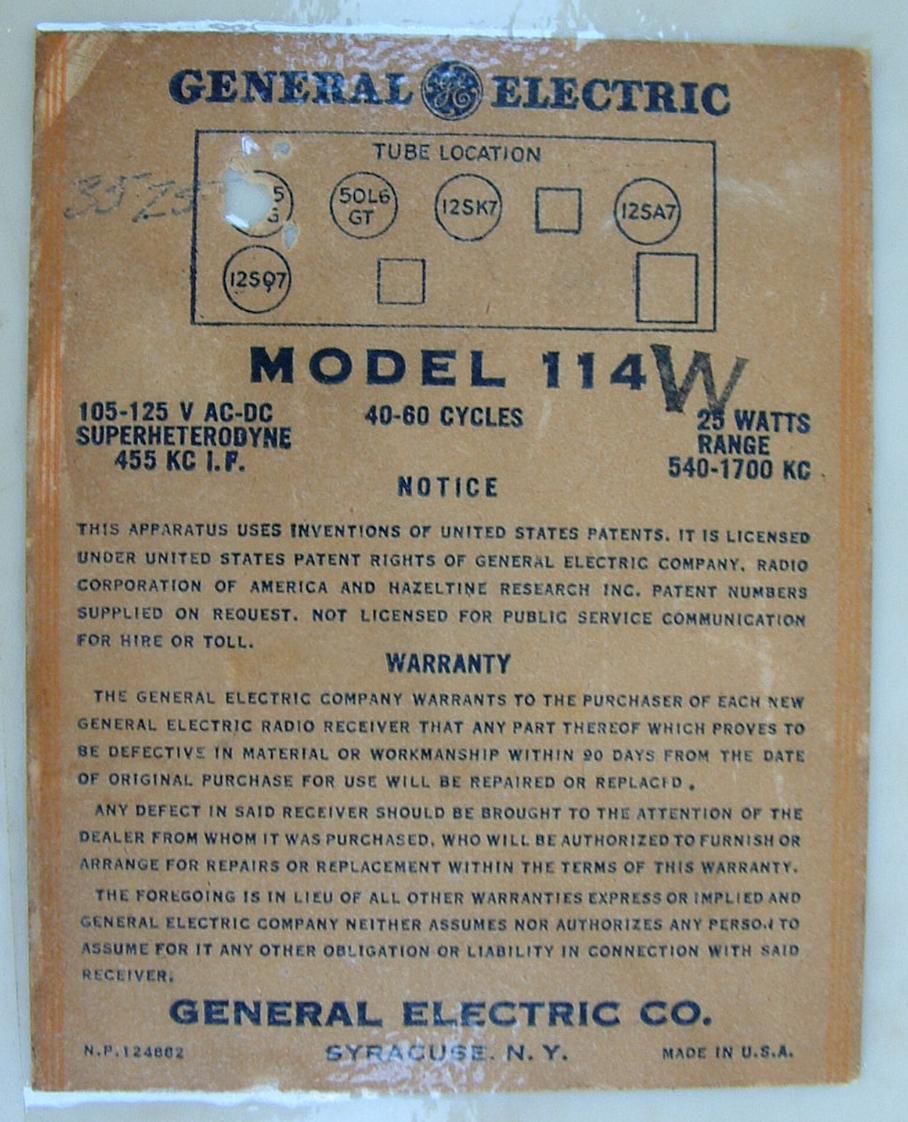 GENERAL GE ELECTRIC
TUBE LOCATION
35Z5
5
G
50L6
GT
12SK7
12SA7
12SQ7
MODEL 114W
105-125 V AC-DC
SUPERHETERODYNE
455 KC I.F.
40-60 CYCLES
25 WATTS
RANGE
540-1700 KC
NOTICE
THIS APPARATUS USES INVENTIONS OF UNITED STATES PATENTS. IT IS LICENSED
UNDER UNITED STATES PATENT RIGHTS OF GENERAL ELECTRIC COMPANY, RADIO
CORPORATION OF AMERICA AND HAZELTINE RESEARCH INC. PATENT NUMBERS
SUPPLIED ON REQUEST. NOT LICENSED FOR PUBLIC SERVICE COMMUNICATION
FOR HIRE OR TOLL.
WARRANTY
THE GENERAL ELECTRIC COMPANY WARRANTS TO THE PURCHASER OF EACH NEW
GENERAL ELECTRIC RADIO RECEIVER THAT ANY PART THEREOF WHICH PROVES TO
BE DEFECTIVE IN MATERIAL OR WORKMANSHIP WITHIN 90 DAYS FROM THE DATE
OF ORIGINAL PURCHASE FOR USE WILL BE REPAIRED OR REPLACED.
ANY DEFECT IN SAID RECEIVER SHOULD BE BROUGHT TO THE ATTENTION OF THE
DEALER FROM WHOM IT WAS PURCHASED, WHO WILL BE AUTHORIZED TO FURNISH OR
ARRANGE FOR REPAIRS OR REPLACEMENT WITHIN THE TERMS OF THIS WARRANTY.
THE FOREGOING IS IN LIEU OF ALL OTHER WARRANTIES EXPRESS OR IMPLIED AND
GENERAL ELECTRIC COMPANY NEITHER ASSUMES NOR AUTHORIZES ANY PERSON TO
ASSUME FOR IT ANY OTHER OBLIGATION OR LIABILITY IN CONNECTION WITH SAID
RECEIVER.
GENERAL ELECTRIC CO.
N.P.124862
SYRACUSE, N.Y.
MADE IN U.S.A.